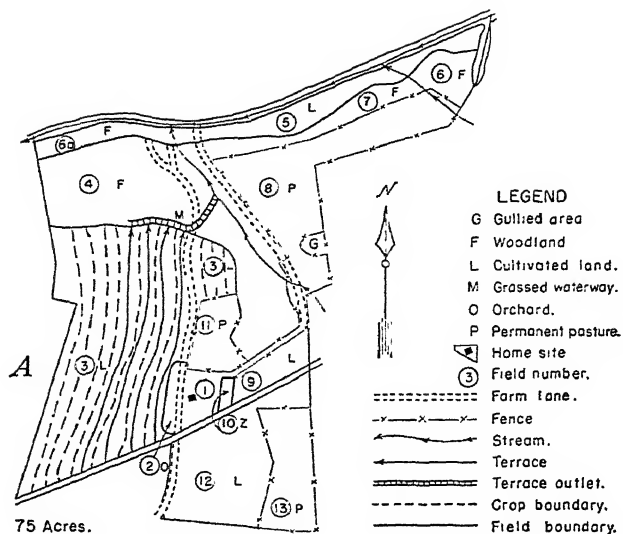 6 F
7 F
5 L
F
6a
4 F
8 P
M
G
3 L
11 P
3 L
A
1
9
L
10 Z
2 O
12 L
13 P
75 Acres.
N
LEGEND
G Gullied area
F Woodland
L Cultivated land.
M Grassed waterway.
O Orchard.
P Permanent pasture.
Home site
3 Field number.
Farm lane.
Fence
Stream.
Terrace
Terrace outlet.
Crop boundary.
Field boundary.